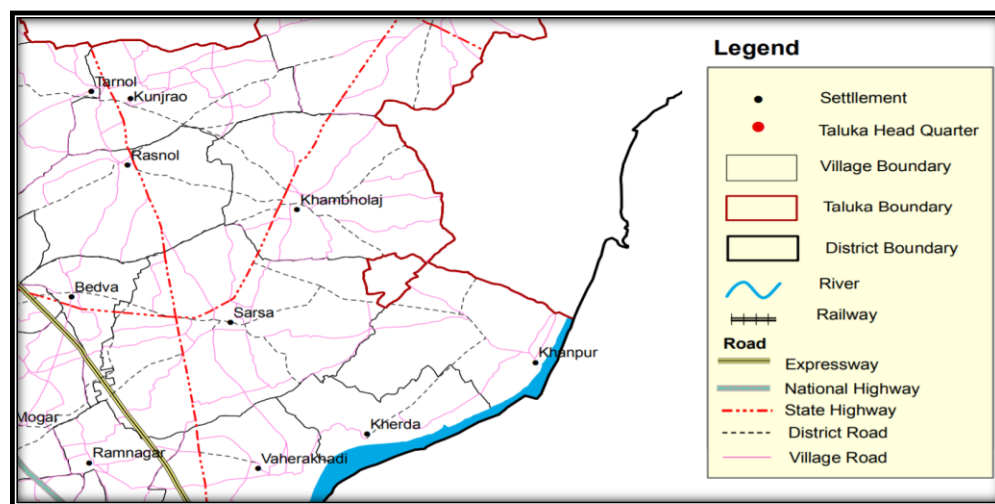 Tarnol
Kunjrao
Rasnol
Khambholaj
Bedva
Sarsa
Khanpur
Mogar
Kherda
Ramnagar
Vaherakhadi
Legend
Settllement
Taluka Head Quarter
Village Boundary
Taluka Boundary
District Boundary
River
Railway
Road
Expressway
National Highway
State Highway
District Road
Village Road